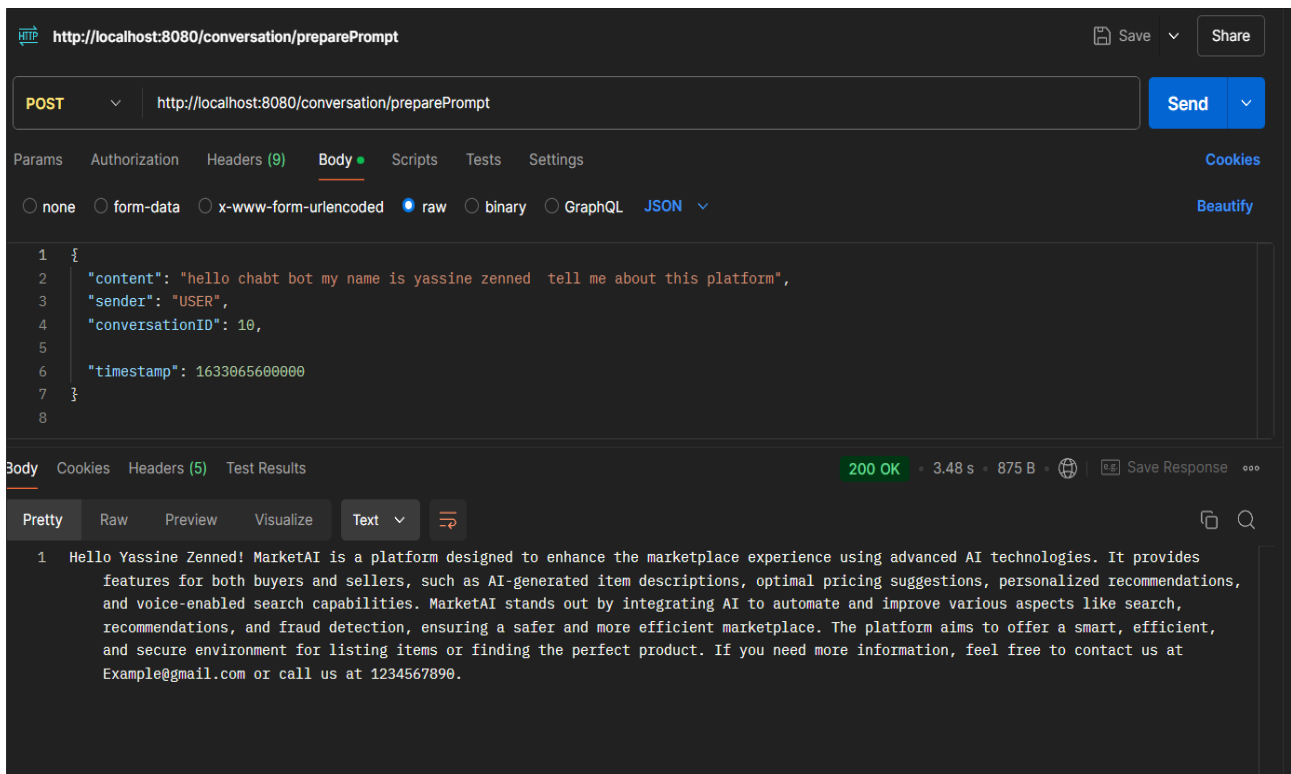 HTTP http://localhost:8080/conversation/preparePrompt Save Share
POST http://localhost:8080/conversation/preparePrompt Send
Params Authorization Headers (9) Body Scripts Tests Settings Cookies
none form-data x-www-form-urlencoded raw binary GraphQL JSON Beautify
1 {
2 "content": "hello chabt bot my name is yassine zenned  tell me about this platform",
3 "sender": "USER",
4 "conversationID": 10,
5
6 "timestamp": 1633065600000
7 }
8
Body Cookies Headers (5) Test Results 200 OK • 3.48 s • 875 B • e.g. Save Response
Pretty Raw Preview Visualize Text
1 Hello Yassine Zenned! MarketAI is a platform designed to enhance the marketplace experience using advanced AI technologies. It provides
features for both buyers and sellers, such as AI-generated item descriptions, optimal pricing suggestions, personalized recommendations,
and voice-enabled search capabilities. MarketAI stands out by integrating AI to automate and improve various aspects like search,
recommendations, and fraud detection, ensuring a safer and more efficient marketplace. The platform aims to offer a smart, efficient,
and secure environment for listing items or finding the perfect product. If you need more information, feel free to contact us at
Example@gmail.com or call us at 1234567890.